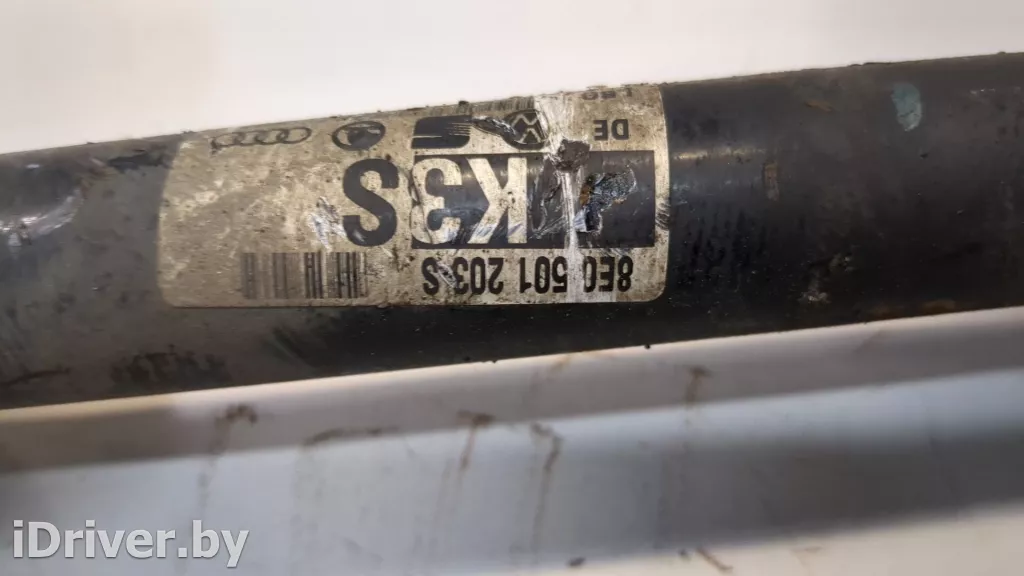 DE
K3S
8E0 501 203 S
iDriver.by